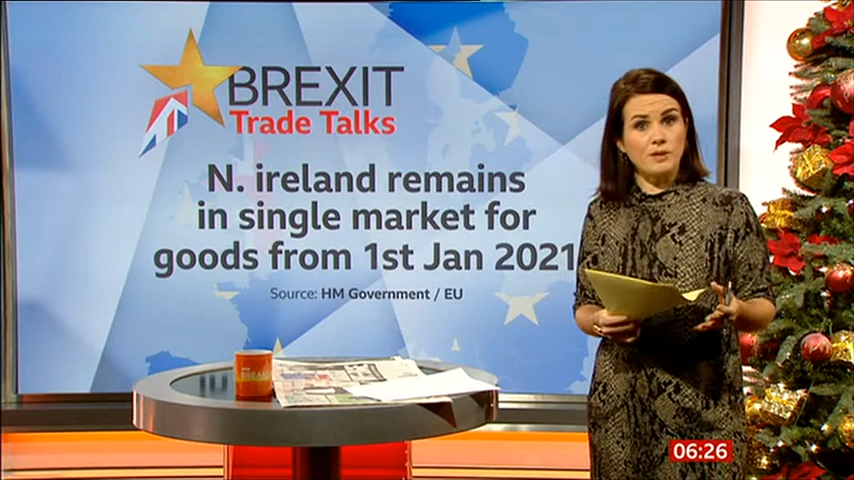 BREXIT
Trade Talks
N. ireland remains
in single market for
goods from 1st Jan 2021
Source: HM Government / EU
BREAK
06:26